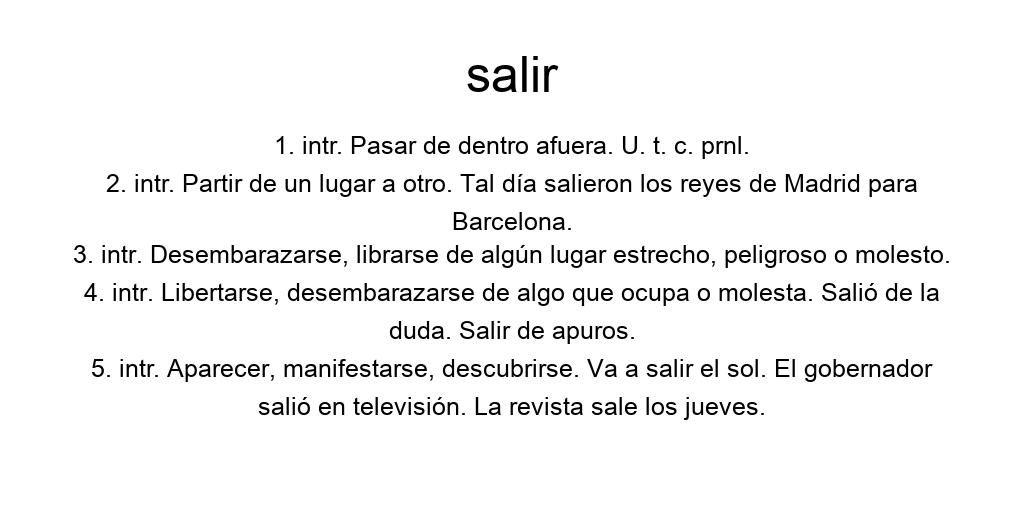 salir
1. intr. Pasar de dentro afuera. U. t. c. prnl.
2. intr. Partir de un lugar a otro. Tal día salieron los reyes de Madrid para
Barcelona.
3. intr. Desembarazarse, librarse de algún lugar estrecho, peligroso o molesto.
4. intr. Libertarse, desembarazarse de algo que ocupa o molesta. Salió de la
duda. Salir de apuros.
5. intr. Aparecer, manifestarse, descubrirse. Va a salir el sol. El gobernador
salió en televisión. La revista sale los jueves.